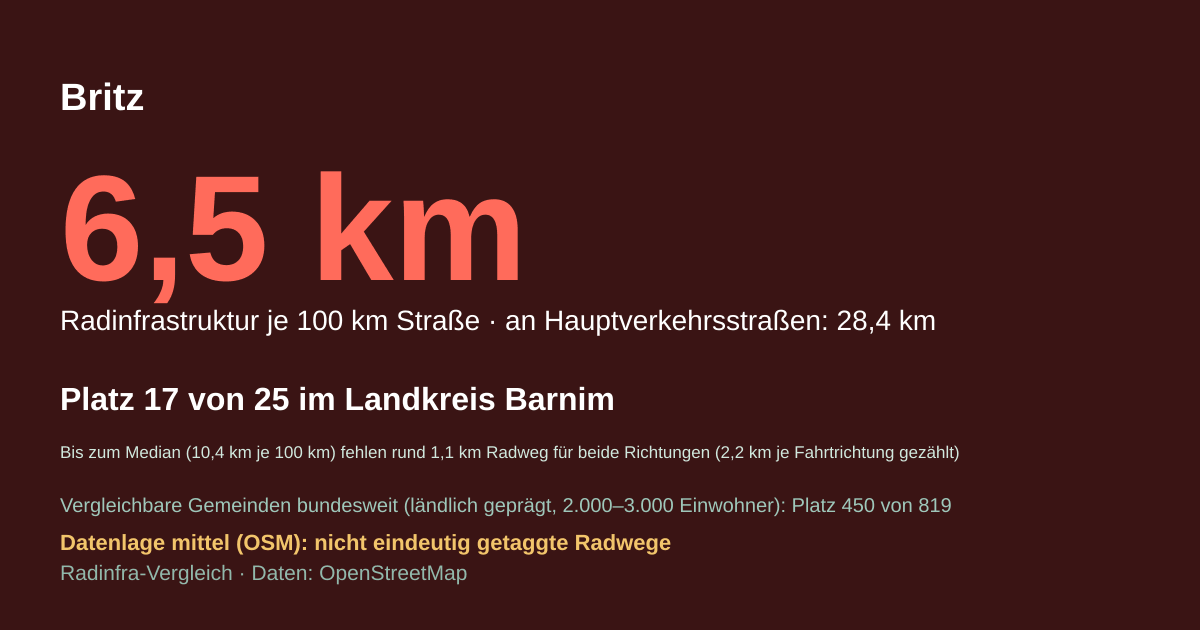 Britz
6,5 km
Radinfrastruktur je 100 km Straße · an Hauptverkehrsstraßen: 28,4 km
Platz 17 von 25 im Landkreis Barnim
Bis zum Median (10,4 km je 100 km) fehlen rund 1,1 km Radweg für beide Richtungen (2,2 km je Fahrtrichtung gezählt)
Vergleichbare Gemeinden bundesweit (ländlich geprägt, 2.000–3.000 Einwohner): Platz 450 von 819
Datenlage mittel (OSM): nicht eindeutig getaggte Radwege
Radinfra-Vergleich · Daten: OpenStreetMap